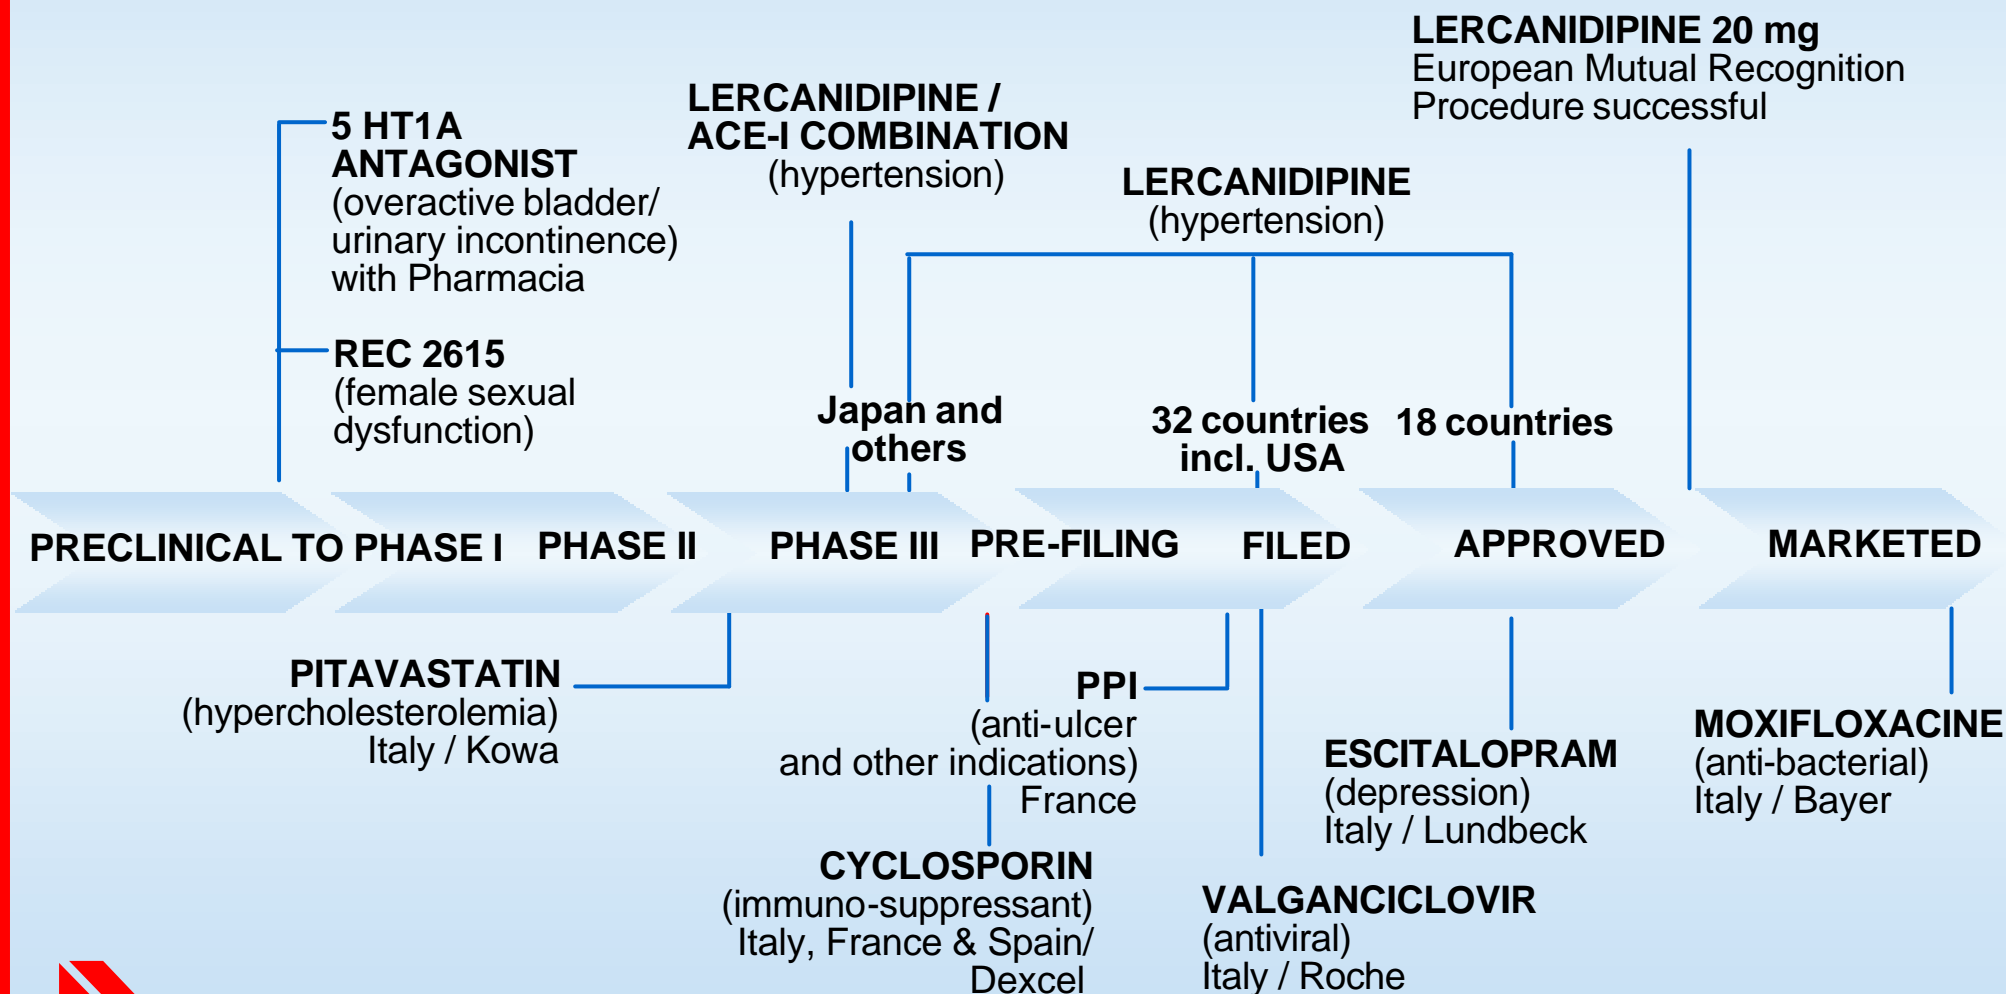 LERCANIDIPINE 20 mg
European Mutual Recognition
Procedure successful
LERCANIDIPINE /
ACE-I COMBINATION
(hypertension)
5 HT1A
ANTAGONIST
(overactive bladder/
urinary incontinence)
with Pharmacia
LERCANIDIPINE
(hypertension)
REC 2615
(female sexual
dysfunction)
Japan and
others
32 countries
incl. USA
18 countries
PRECLINICAL TO PHASE I
PHASE II
PHASE III
PRE-FILING
FILED
APPROVED
MARKETED
PITAVASTATIN
(hypercholesterolemia)
Italy / Kowa
PPI
(anti-ulcer
and other indications)
France
CYCLOSPORIN
(immuno-suppressant)
Italy, France & Spain/
Dexcel
VALGANCICLOVIR
(antiviral)
Italy / Roche
ESCITALOPRAM
(depression)
Italy / Lundbeck
MOXIFLOXACINE
(anti-bacterial)
Italy / Bayer